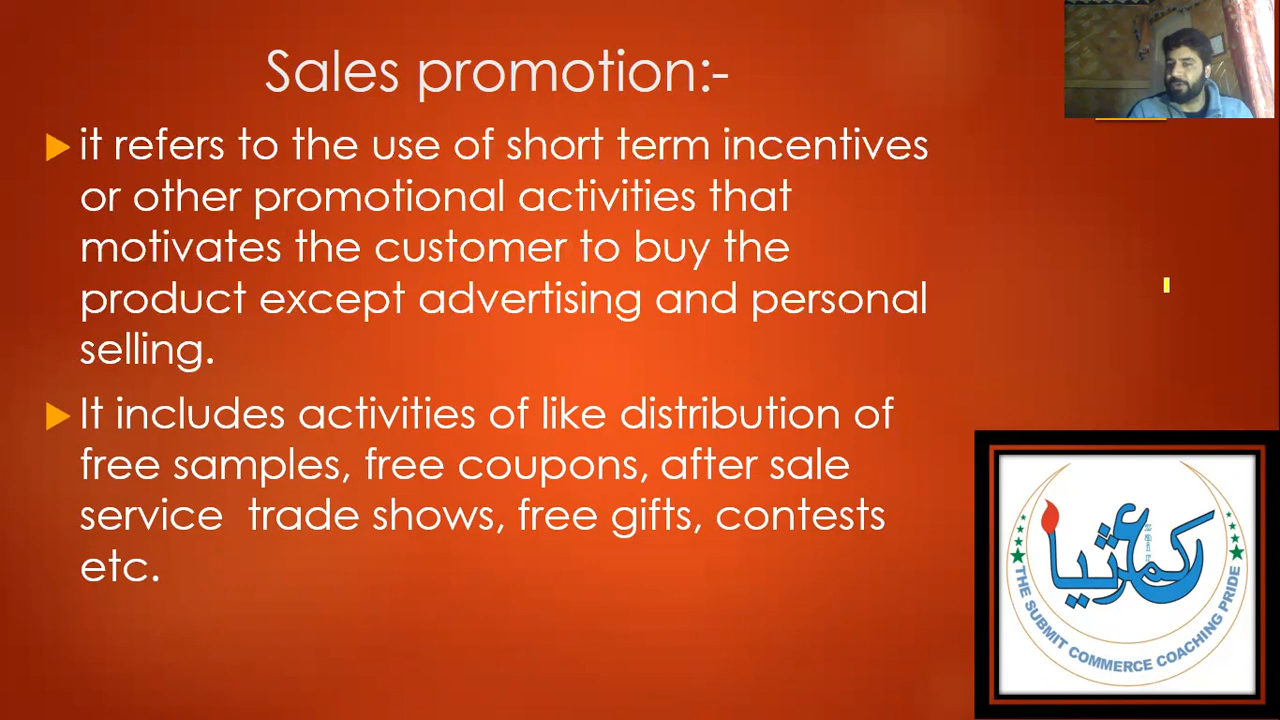 Sales promotion:-
it refers to the use of short term incentives
or other promotional activities that
motivates the customer to buy the
product except advertising and personal
selling.
It includes activities of like distribution of
free samples, free coupons, after sale
service trade shows, free gifts, contests
etc.
THE SUBMIT COMMERCE COACHING PRIDE